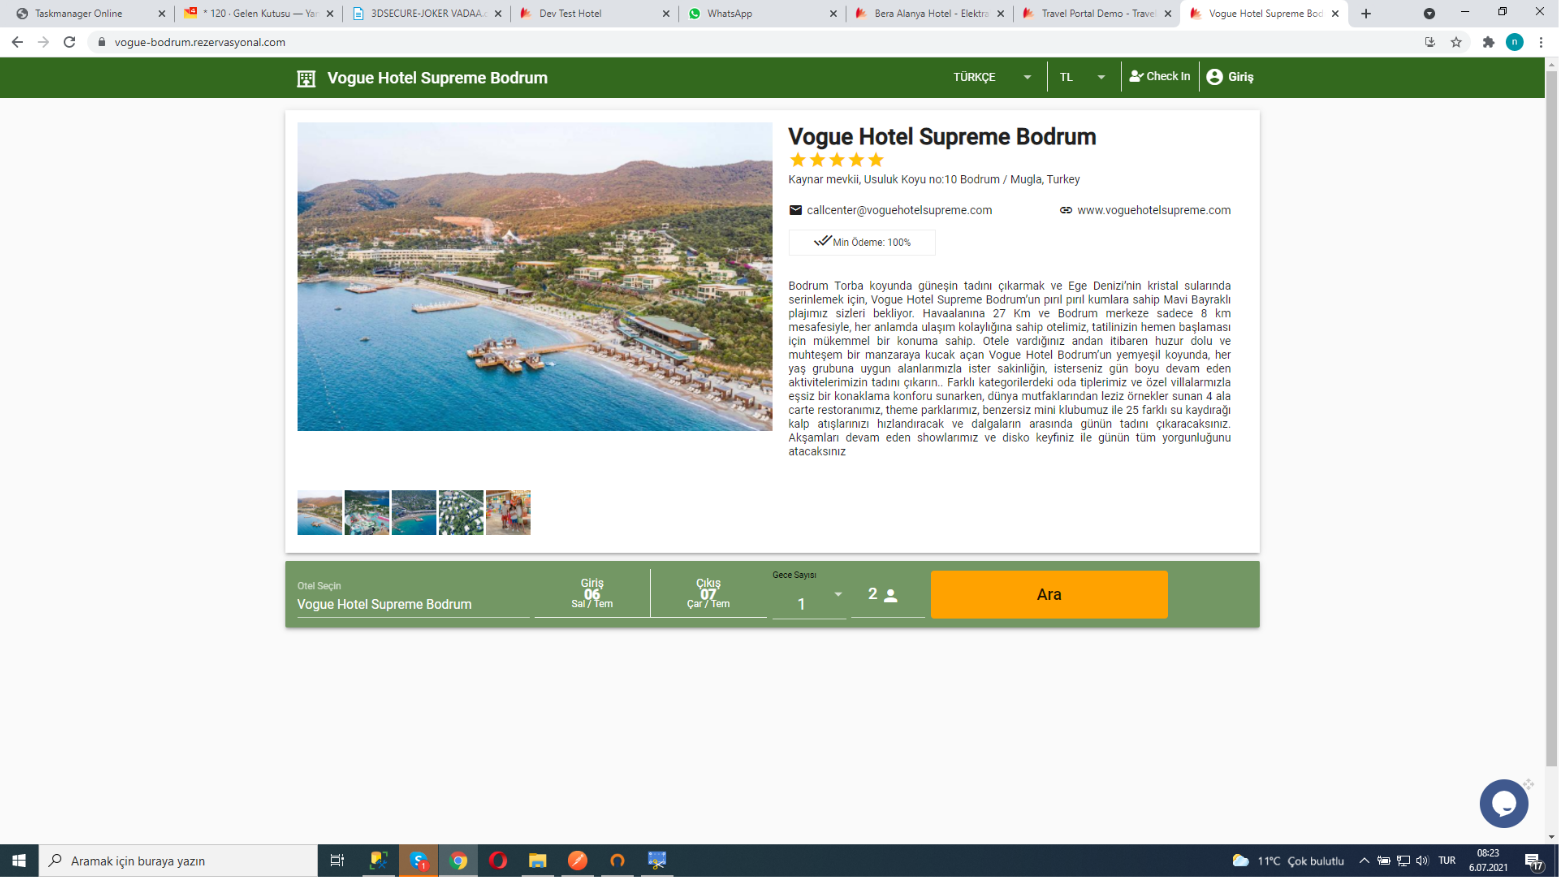 Taskmanager Online
* 120 · Gelen Kutusu — Yan
3DSECURE-JOKER VADAA.d
Dev Test Hotel
WhatsApp
Bera Alanya Hotel - Elektra
Travel Portal Demo - Travel
Vogue Hotel Supreme Bod
vogue-bodrum.rezervasyonal.com
n
Vogue Hotel Supreme Bodrum
TÜRKÇE
TL
Check In
Giriş
Vogue Hotel Supreme Bodrum
Kaynar mevkii, Usuluk Koyu no:10 Bodrum / Mugla, Turkey
callcenter@voguehotelsupreme.com
www.voguehotelsupreme.com
Min Ödeme: 100%
Bodrum Torba koyunda güneşin tadını çıkarmak ve Ege Denizi’nin kristal sularında
serinlemek için, Vogue Hotel Supreme Bodrum’un pırıl pırıl kumlara sahip Mavi Bayraklı
plajımız sizleri bekliyor. Havaalanına 27 Km ve Bodrum merkeze sadece 8 km
mesafesiyle, her anlamda ulaşım kolaylığına sahip otelimiz, tatilinizin hemen başlaması
için mükemmel bir konuma sahip. Otele vardığınız andan itibaren huzur dolu ve
muhteşem bir manzaraya kucak açan Vogue Hotel Bodrum’un yemyeşil koyunda, her
yaş grubuna uygun alanlarımızla ister sakinliğin, isterseniz gün boyu devam eden
aktivitelerimizin tadını çıkarın.. Farklı kategorilerdeki oda tiplerimiz ve özel villalarmızla
eşsiz bir konaklama konforu sunarken, dünya mutfaklarından leziz örnekler sunan 4 ala
carte restoranımız, theme parklarımız, benzersiz mini klubumuz ile 25 farklı su kaydırağı
kalp atışlarınızı hızlandıracak ve dalgaların arasında günün tadını çıkaracaksınız.
Akşamları devam eden showlarımız ve disko keyfiniz ile günün tüm yorgunluğunu
atacaksınız
Otel Seçin
Vogue Hotel Supreme Bodrum
Giriş
06
Sal / Tem
Çıkış
07
Çar / Tem
Gece Sayısı
1
2
Ara
Aramak için buraya yazın
1
11°C Çok bulutlu
TUR
08:23
6.07.2021
17